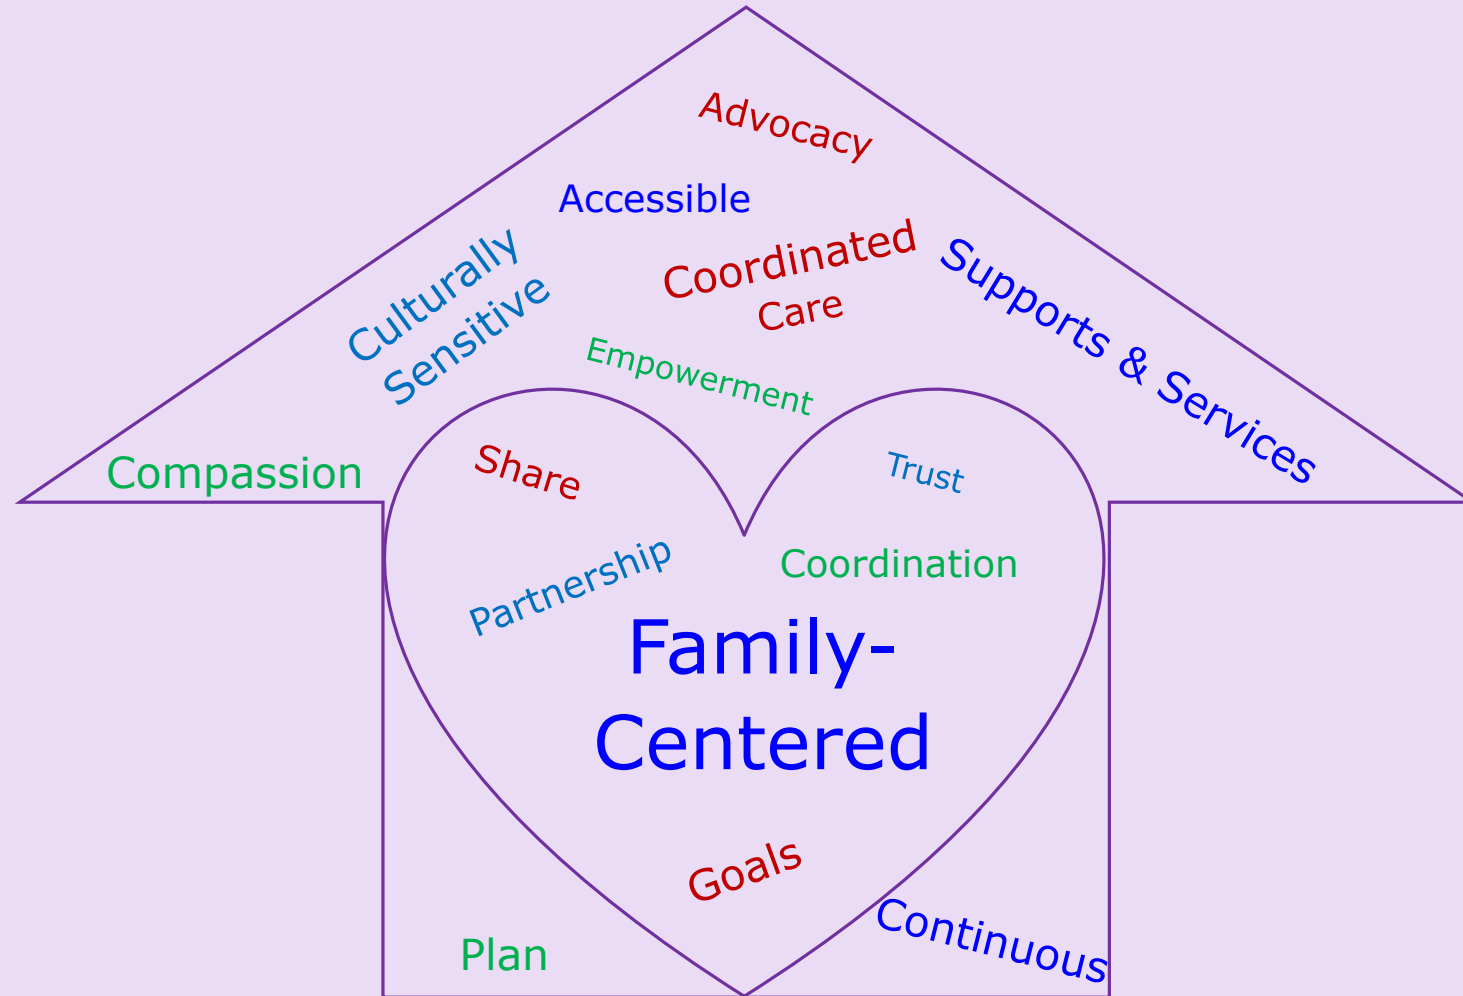 Advocacy
Accessible
Culturally
Sensitive
Coordinated
Care
Supports & Services
Empowerment
Compassion
Share
Trust
Partnership
Coordination
Family-
Centered
Goals
Plan
Continuous